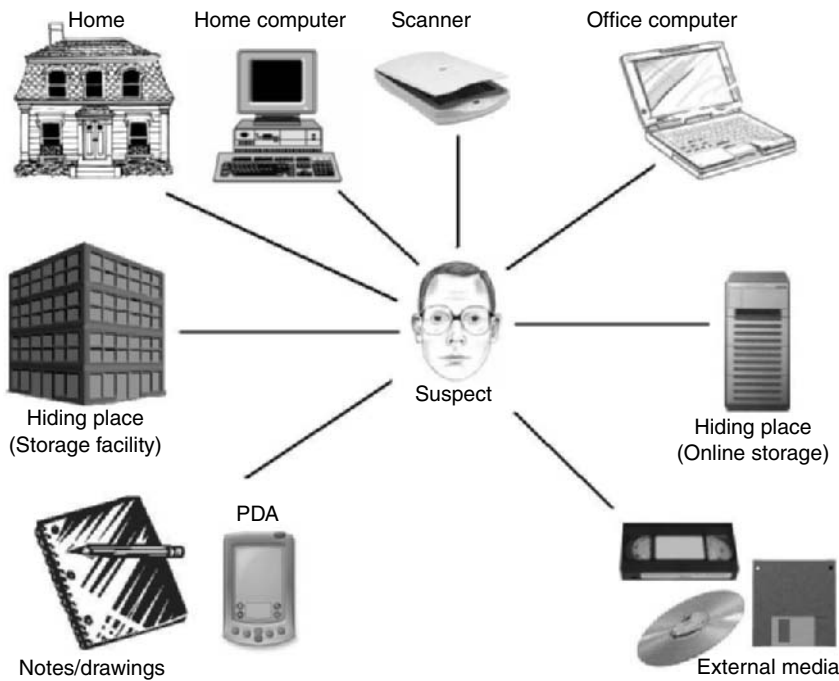 Home
Home computer
Scanner
Office computer
Suspect
Hiding place
(Storage facility)
Hiding place
(Online storage)
PDA
Notes/drawings
External media